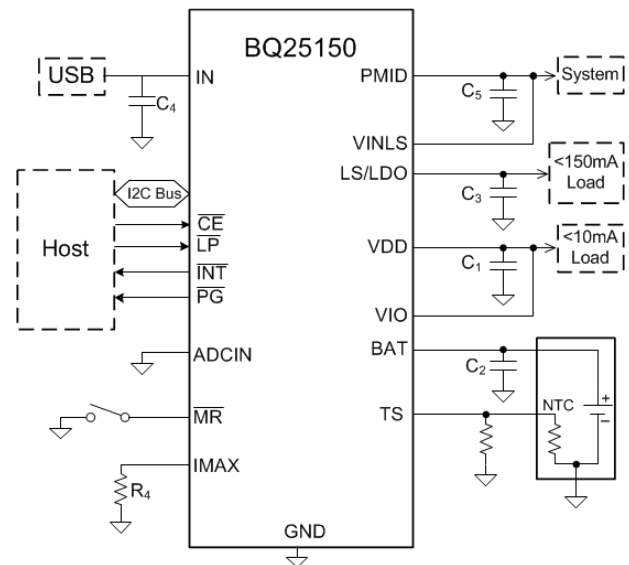 BQ25150
USB
IN
C4
PMID
C5
System
VINLS
LS/LDO
C3
<150mA
Load
I2C Bus
Host
CE
LP
INT
PG
VDD
C1
<10mA
Load
VIO
ADCIN
BAT
C2
MR
TS
NTC
+
−
IMAX
R4
GND